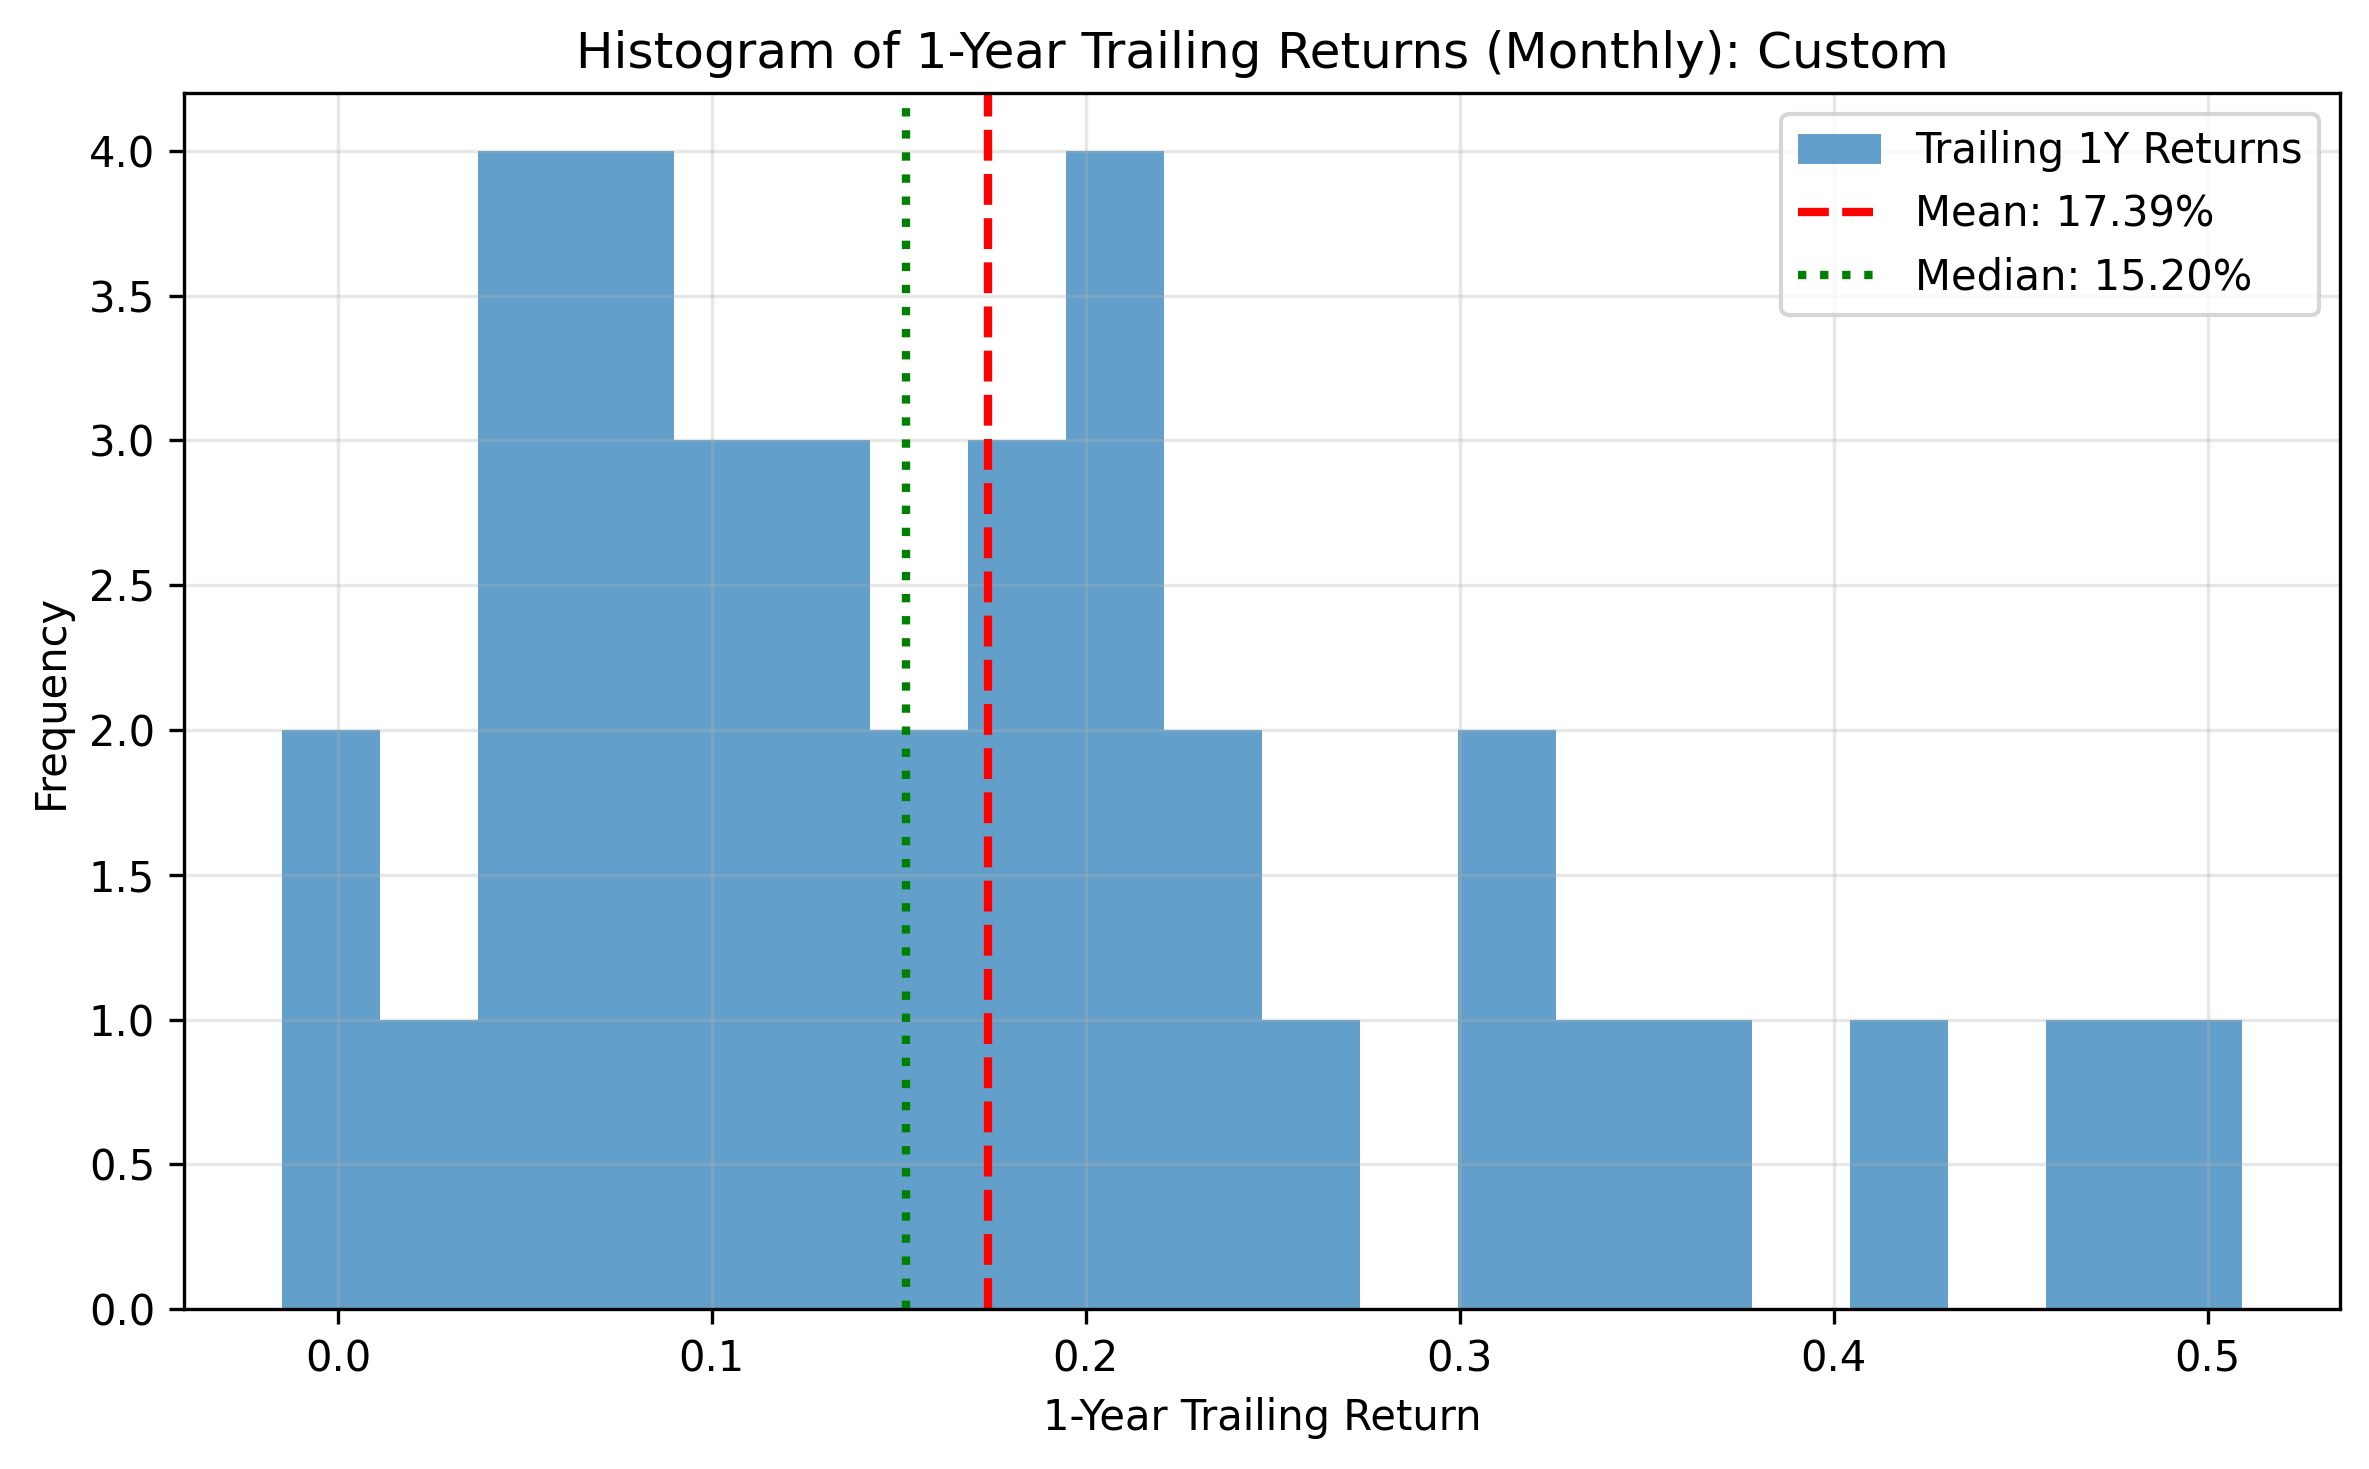 Histogram of 1-Year Trailing Returns (Monthly): Custom
Trailing 1Y Returns
Mean: 17.39%
Median: 15.20%
Frequency
4.0
3.5
3.0
2.5
2.0
1.5
1.0
0.5
0.0
0.0 0.1 0.2 0.3 0.4 0.5
1-Year Trailing Return